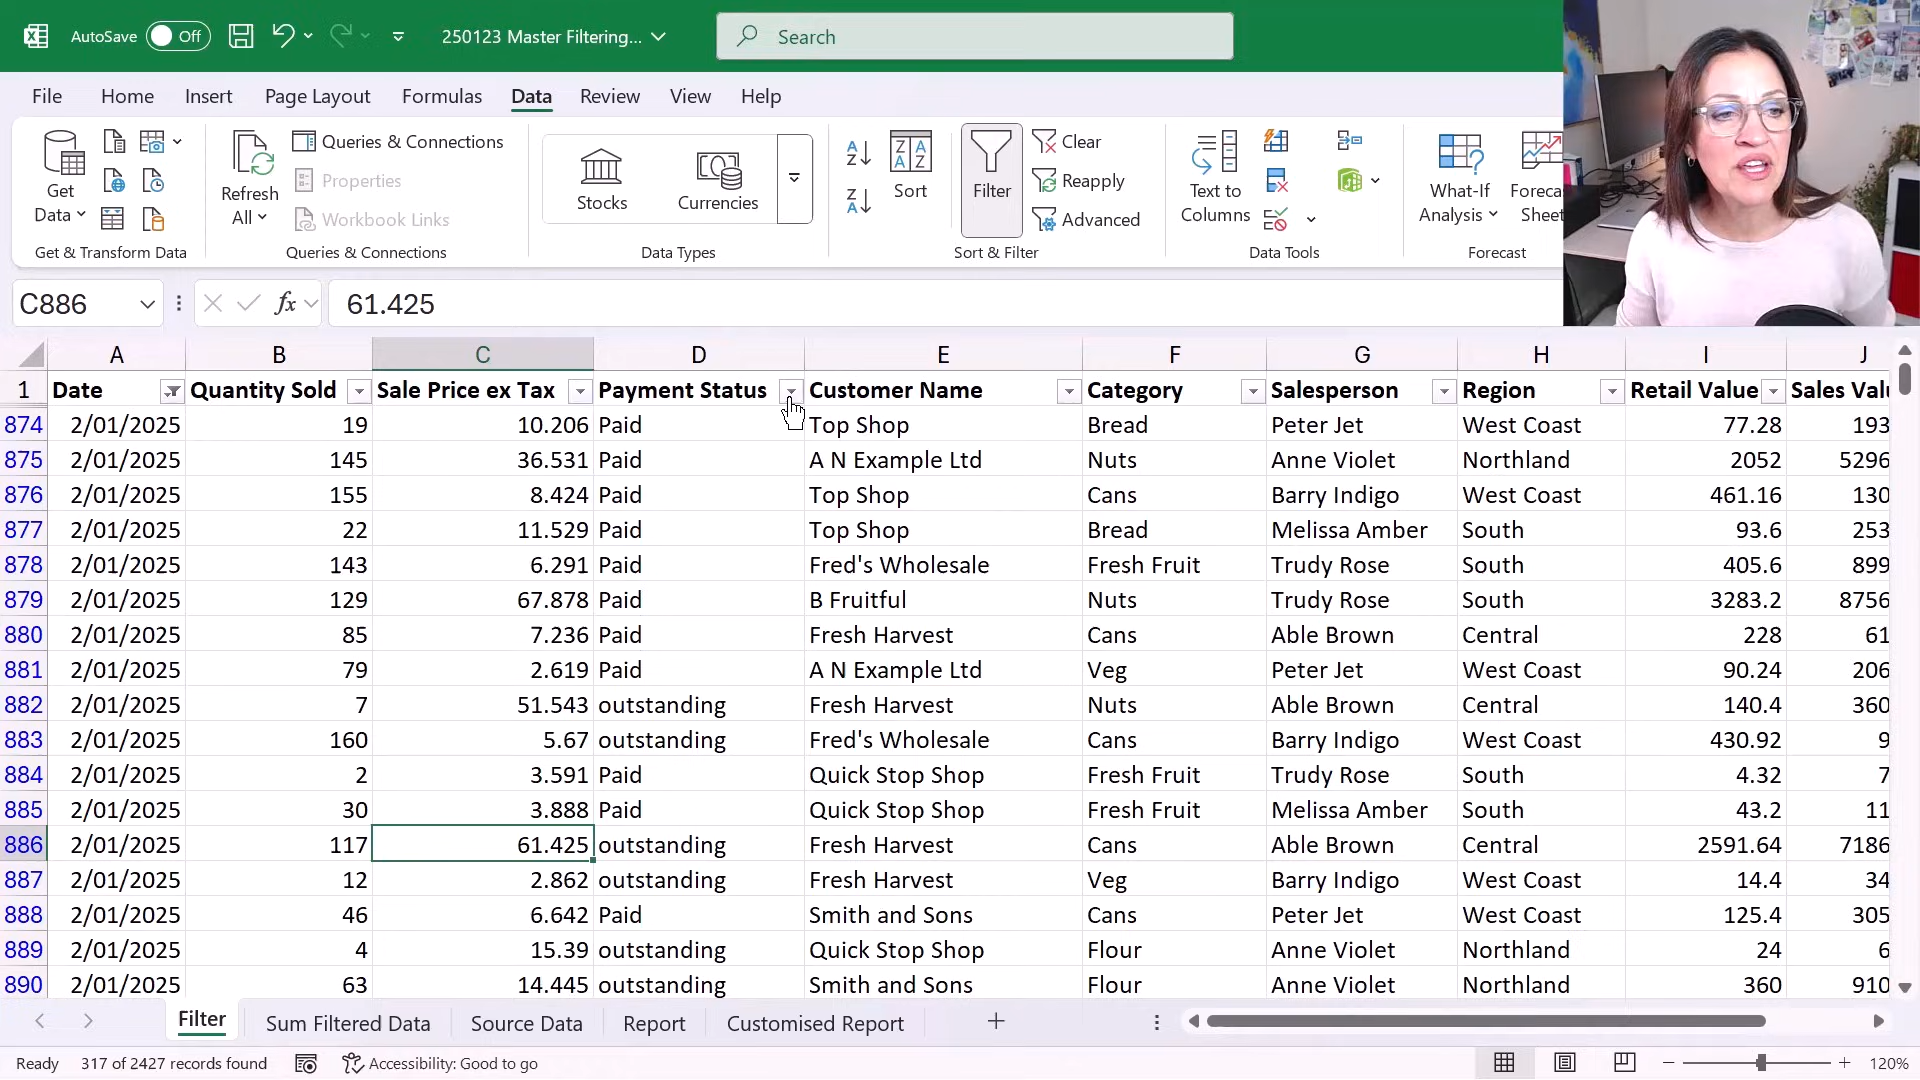 AutoSave Off 250123 Master Filtering... Search
File Home Insert Page Layout Formulas Data Review View Help
Get Data
Refresh All
Queries & Connections
Properties
Workbook Links
Stocks Currencies
Sort
Filter
Clear
Reapply
Advanced
Text to Columns
What-If Analysis
Forecas Sheet
Get & Transform Data Queries & Connections Data Types Sort & Filter Data Tools Forecast
C886 fx 61.425
A B C D E F G H I J
1 Date Quantity Sold Sale Price ex Tax Payment Status Customer Name Category Salesperson Region Retail Value Sales Valu
874 2/01/2025 19 10.206 Paid Top Shop Bread Peter Jet West Coast 77.28 193
875 2/01/2025 145 36.531 Paid A N Example Ltd Nuts Anne Violet Northland 2052 5296
876 2/01/2025 155 8.424 Paid Top Shop Cans Barry Indigo West Coast 461.16 130
877 2/01/2025 22 11.529 Paid Top Shop Bread Melissa Amber South 93.6 253
878 2/01/2025 143 6.291 Paid Fred's Wholesale Fresh Fruit Trudy Rose South 405.6 899
879 2/01/2025 129 67.878 Paid B Fruitful Nuts Trudy Rose South 3283.2 8756
880 2/01/2025 85 7.236 Paid Fresh Harvest Cans Able Brown Central 228 61
881 2/01/2025 79 2.619 Paid A N Example Ltd Veg Peter Jet West Coast 90.24 206
882 2/01/2025 7 51.543 outstanding Fresh Harvest Nuts Able Brown Central 140.4 360
883 2/01/2025 160 5.67 outstanding Fred's Wholesale Cans Barry Indigo West Coast 430.92 9
884 2/01/2025 2 3.591 Paid Quick Stop Shop Fresh Fruit Trudy Rose South 4.32 7
885 2/01/2025 30 3.888 Paid Quick Stop Shop Fresh Fruit Melissa Amber South 43.2 11
886 2/01/2025 117 61.425 outstanding Fresh Harvest Cans Able Brown Central 2591.64 7186
887 2/01/2025 12 2.862 outstanding Fresh Harvest Veg Barry Indigo West Coast 14.4 34
888 2/01/2025 46 6.642 Paid Smith and Sons Cans Peter Jet West Coast 125.4 305
889 2/01/2025 4 15.39 outstanding Quick Stop Shop Flour Anne Violet Northland 24 6
890 2/01/2025 63 14.445 outstanding Smith and Sons Flour Anne Violet Northland 360 910
Filter Sum Filtered Data Source Data Report Customised Report
Ready 317 of 2427 records found Accessibility: Good to go 120%